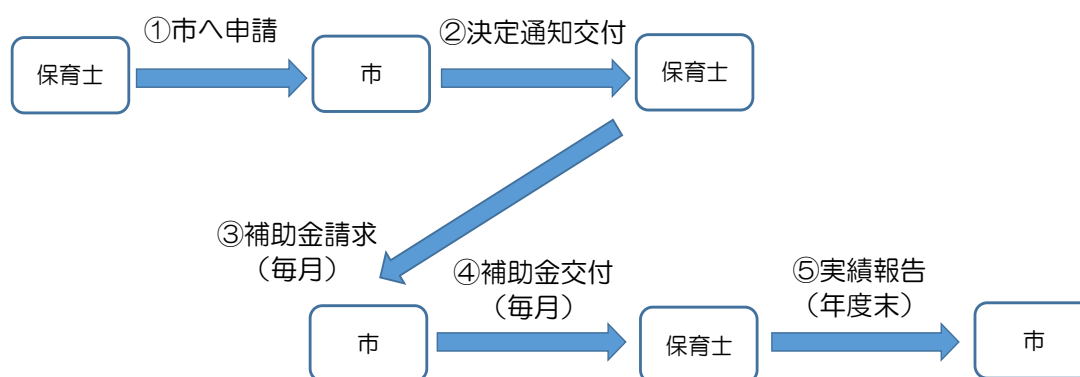 ①市へ申請
②決定通知交付
保育士
市
保育士
③補助金請求
（毎月）
④補助金交付
（毎月）
⑤実績報告
（年度末）
市
保育士
市